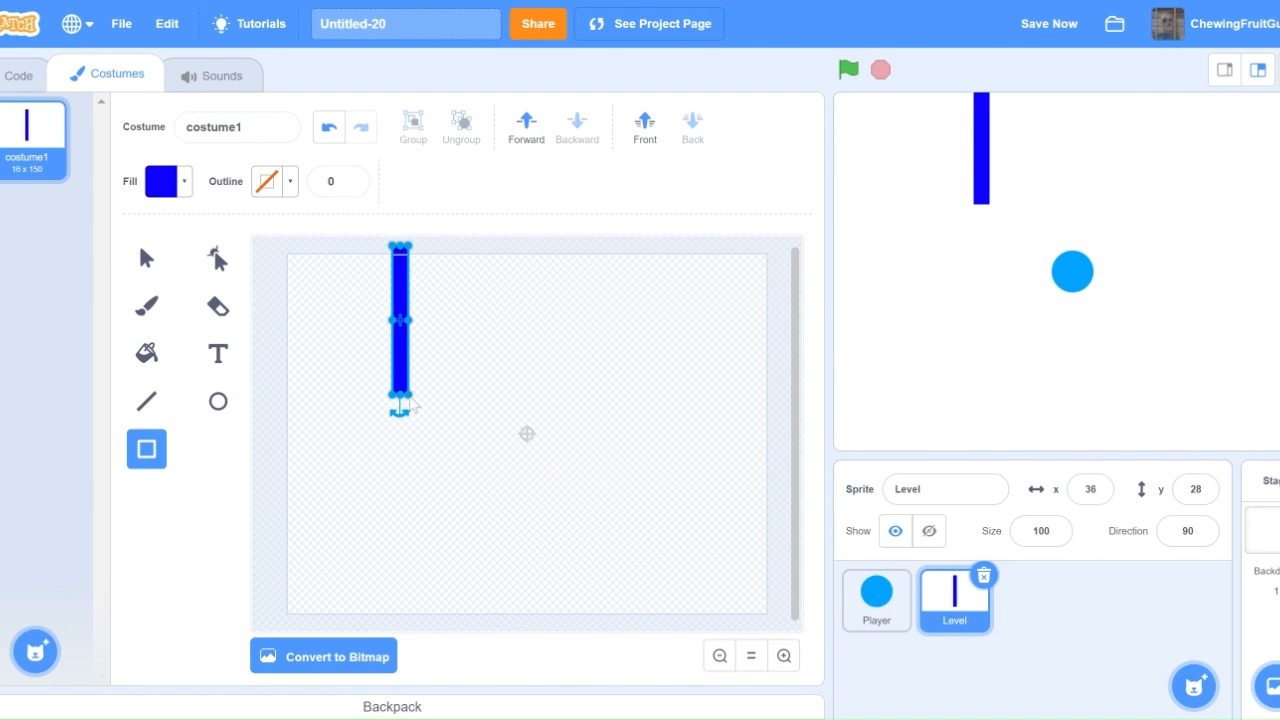 File Edit Tutorials Untitled-20 Share See Project Page Save Now
Code Costumes Sounds
Costume costume1 Group Ungroup Forward Backward Front Back
costume1
16 x 150
Fill Outline 0
T
Convert to Bitmap
Backpack
Sprite Level x 36 y 28
Show Size 100 Direction 90
Player Level
1